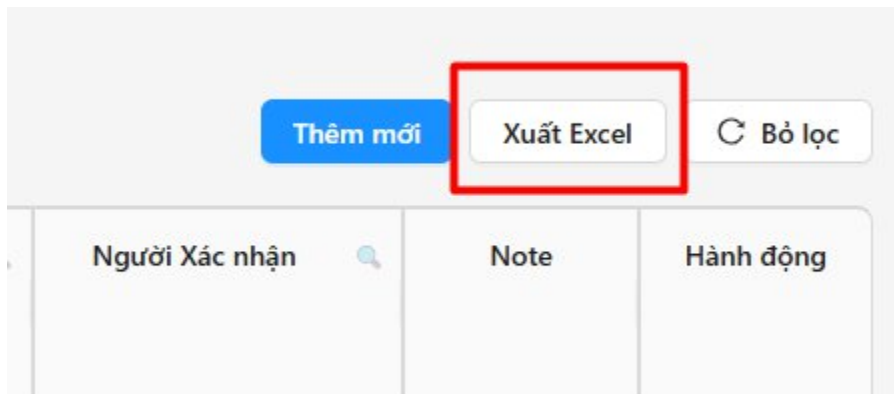 Thêm mới Xuất Excel Bỏ lọc
Người Xác nhận Note Hành động